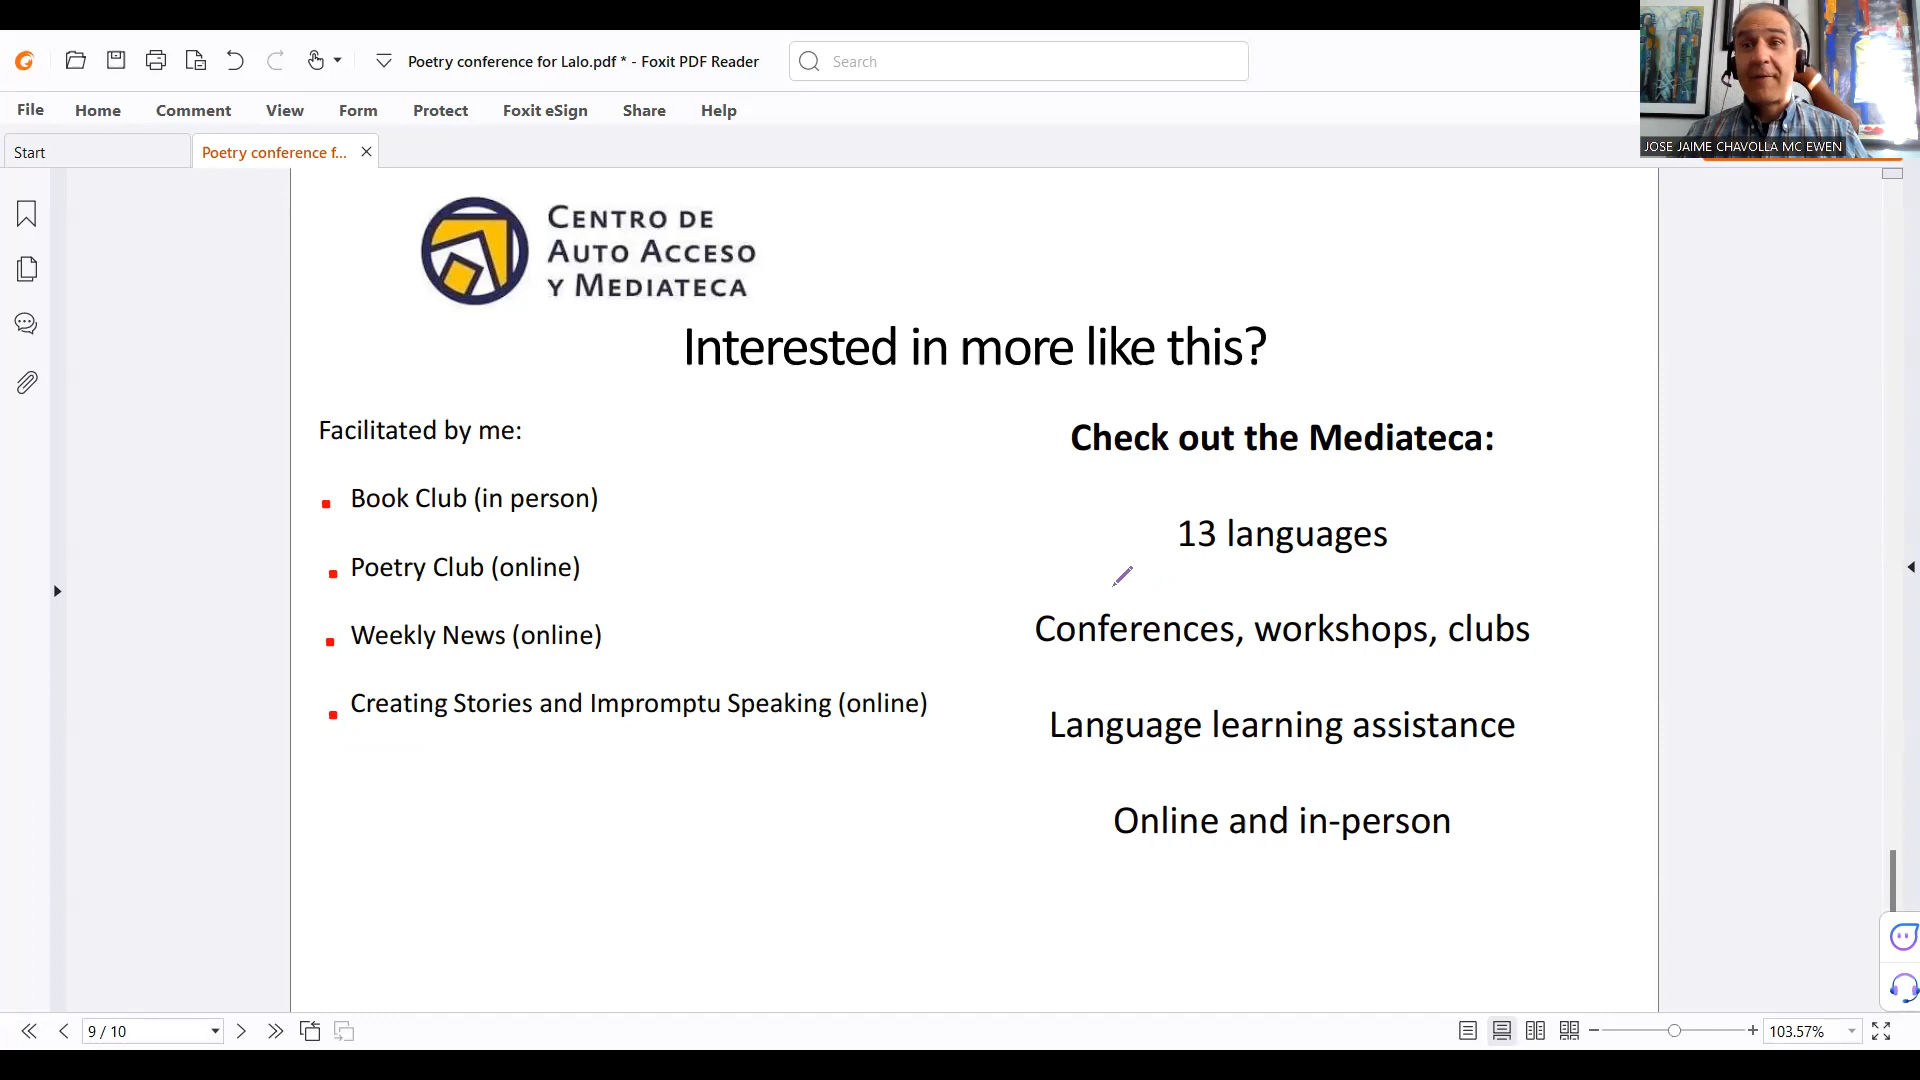 Poetry conference for Lalo.pdf * - Foxit PDF Reader
Search
File Home Comment View Form Protect Foxit eSign Share Help
Start
Poetry conference f...
JOSE JAIME CHAVOLLA MC EWEN
CENTRO DE
AUTO ACCESO
Y MEDIATECA
Interested in more like this?
Facilitated by me:
Book Club (in person)
Poetry Club (online)
Weekly News (online)
Creating Stories and Impromptu Speaking (online)
Check out the Mediateca:
13 languages
Conferences, workshops, clubs
Language learning assistance
Online and in-person
9 / 10
103.57%